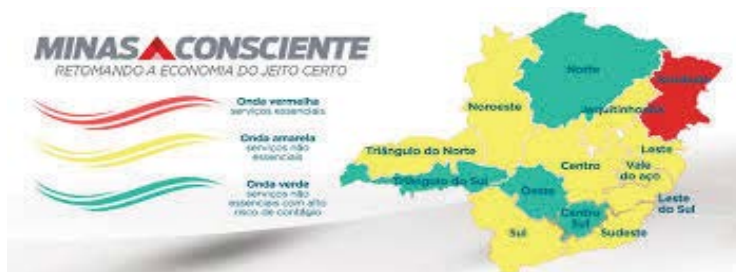 MINAS CONSCIENTE
RETOMANDO A ECONOMIA DO JEITO CERTO
Onda vermelha
serviços essenciais
Onda amarela
serviços não
essenciais
Onda verde
serviços não
essenciais com alto
risco de contágio
Norte
Nordeste
Noroeste
Jequitinhonha
Leste
Triângulo do Norte
Centro
Vale
do aço
Triângulo do Sul
Oeste
Leste
do Sul
Centro
Sul
Sul
Sudeste